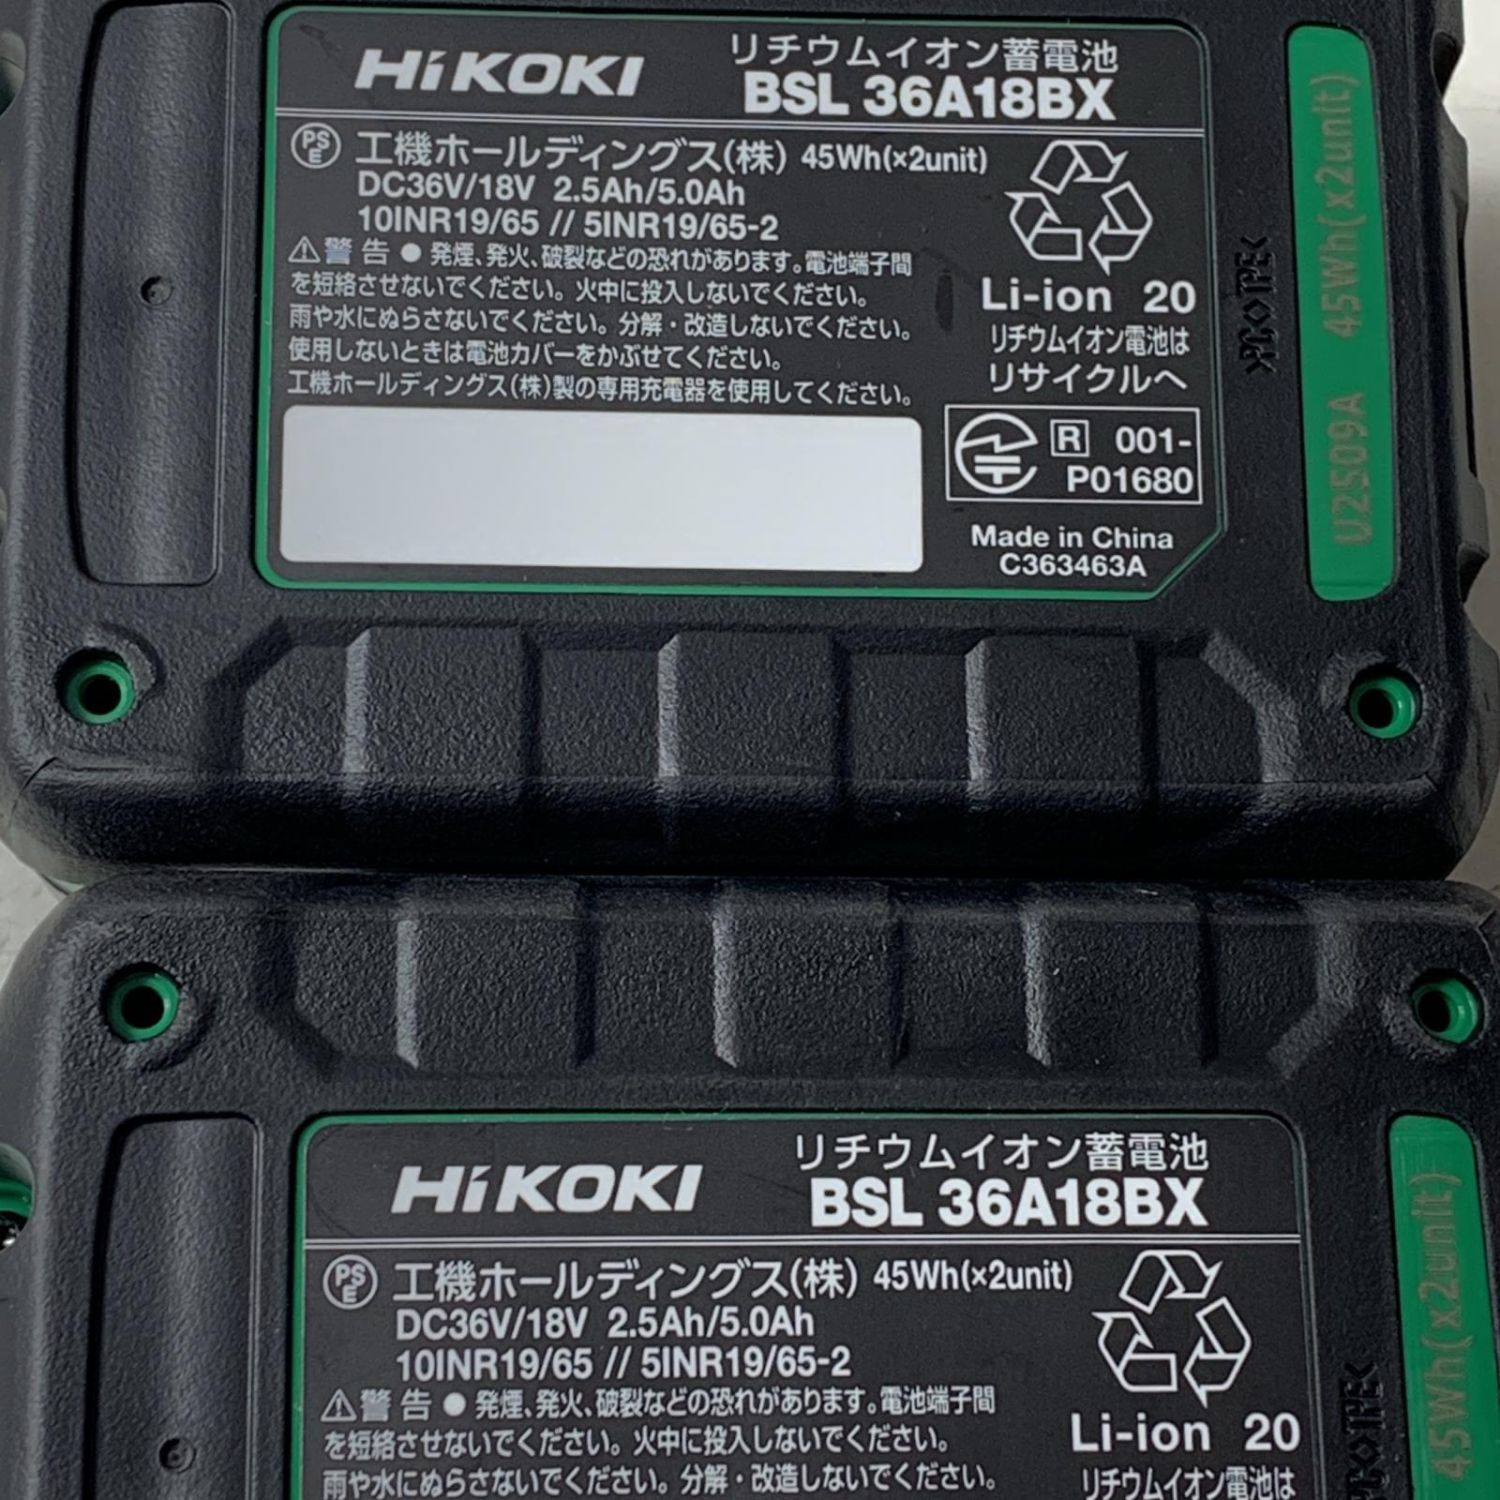 HiKOKI
リチウムイオン蓄電池
BSL 36A18BX
PSE 工機ホールディングス(株) 45Wh(×2unit)
DC36V/18V 2.5Ah/5.0Ah
10INR19/65 // 5INR19/65-2
⚠警告 ● 発煙、発火、破裂などの恐れがあります。電池端子間
を短絡させないでください。火中に投入しないでください。
雨や水にぬらさないでください。分解・改造しないでください。
使用しないときは電池カバーをかぶせてください。
工機ホールディングス(株)製の専用充電器を使用してください。
Li-ion 20
リチウムイオン電池は
リサイクルへ
R 001-
P01680
Made in China
C363463A
U2509A 45Wh(x2unit)
HiKOKI
リチウムイオン蓄電池
BSL 36A18BX
PSE 工機ホールディングス(株) 45Wh(×2unit)
DC36V/18V 2.5Ah/5.0Ah
10INR19/65 // 5INR19/65-2
⚠警告 ● 発煙、発火、破裂などの恐れがあります。電池端子間
を短絡させないでください。火中に投入しないでください。
雨や水にぬらさないでください。分解・改造しないでください。
Li-ion 20
リチウムイオン電池は
45Wh(x2unit)